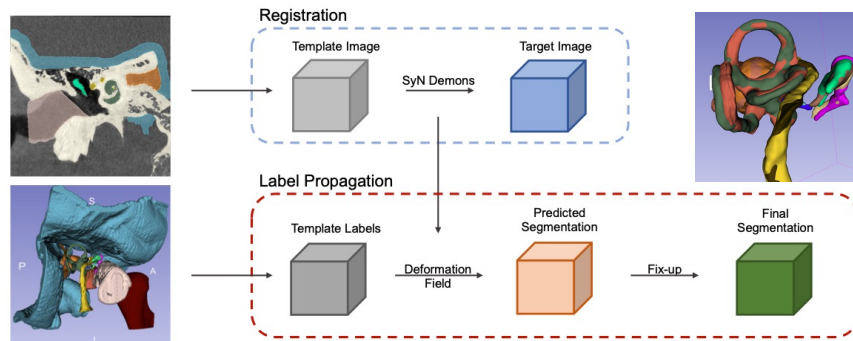 Registration
Template Image
Target Image
SyN Demons
Label Propagation
Template Labels
Predicted
Segmentation
Final
Segmentation
Deformation
Field
Fix-up
S
P
A